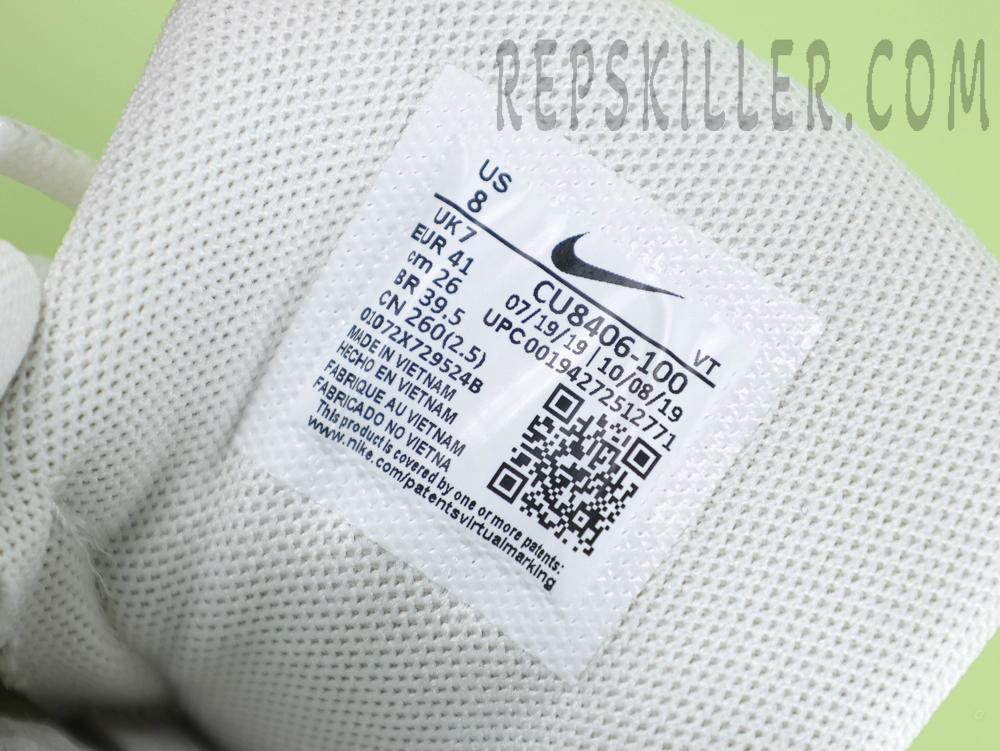 REPSKILLER.COM
US
8
UK 7
EUR 41
cm 26
BR 39.5
CN 260(2.5)
01072X729524B
MADE IN VIETNAM
HECHO EN VIETNAM
FABRIQUE AU VIETNAM
FABRICADO NO VIETNA
This product is covered by one or more patents:
www.nike.com/patentsvirtualmarking
CU8406-100 VT
07/19/19 | 10/08/19
UPC 00194272512771